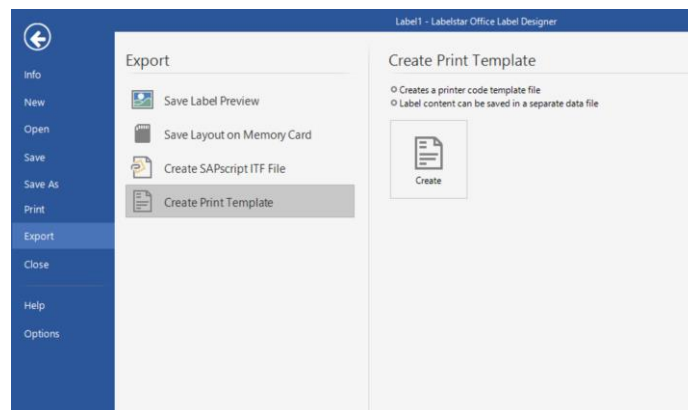 Label1 - Labelstar Office Label Designer
Info
New
Open
Save
Save As
Print
Export
Close
Help
Options
Export
Save Label Preview
Save Layout on Memory Card
Create SAPscript ITF File
Create Print Template
Create Print Template
Creates a printer code template file
Label content can be saved in a separate data file
Create